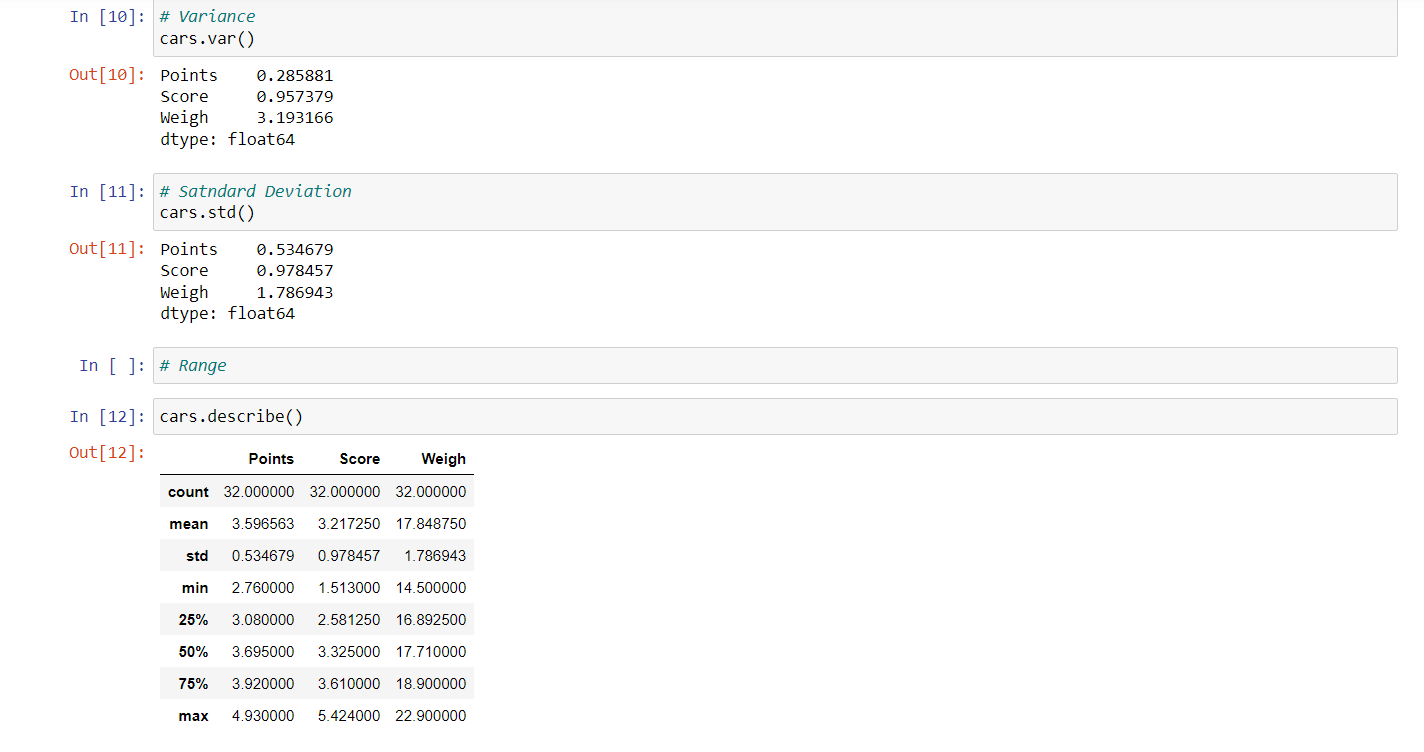 In [10]: # Variance
cars.var()
Out[10]: Points 0.285881
Score 0.957379
Weigh 3.193166
dtype: float64
In [11]: # Satndard Deviation
cars.std()
Out[11]: Points 0.534679
Score 0.978457
Weigh 1.786943
dtype: float64
In [ ]: # Range
In [12]: cars.describe()
Out[12]:
Points Score Weigh
count 32.000000 32.000000 32.000000
mean 3.596563 3.217250 17.848750
std 0.534679 0.978457 1.786943
min 2.760000 1.513000 14.500000
25% 3.080000 2.581250 16.892500
50% 3.695000 3.325000 17.710000
75% 3.920000 3.610000 18.900000
max 4.930000 5.424000 22.900000